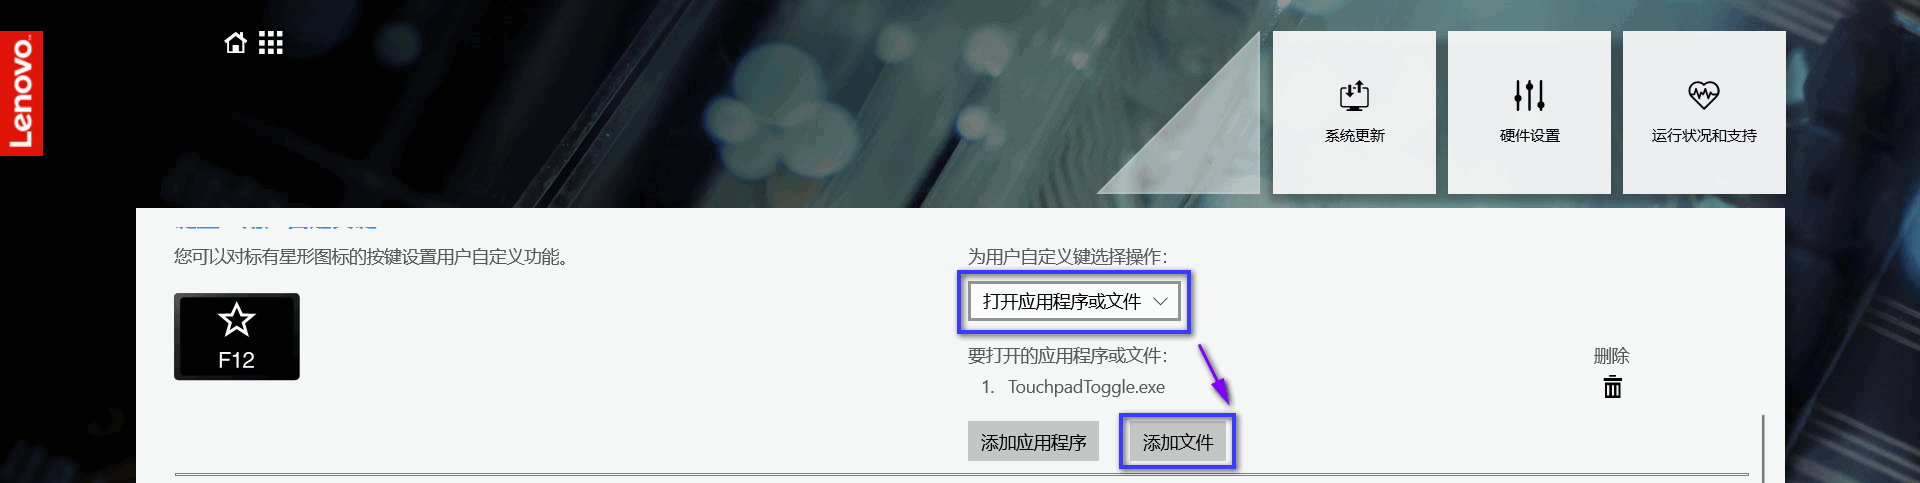 Lenovo
系统更新
硬件设置
运行状况和支持
您可以对标有星形图标的按键设置用户自定义功能。
为用户自定义键选择操作:
打开应用程序或文件
F12
要打开的应用程序或文件:
删除
1. TouchpadToggle.exe
添加应用程序
添加文件